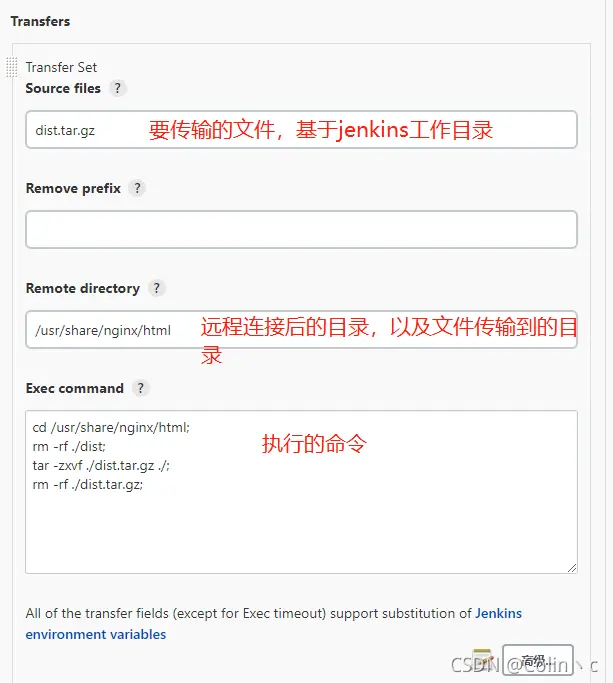 Transfers
Transfer Set
Source files ?
dist.tar.gz 要传输的文件，基于jenkins工作目录
Remove prefix ?
Remote directory ?
/usr/share/nginx/html 远程连接后的目录，以及文件传输到的目
录
Exec command ?
cd /usr/share/nginx/html; 执行的命令
rm -rf ./dist;
tar -zxvf ./dist.tar.gz ./;
rm -rf ./dist.tar.gz;
All of the transfer fields (except for Exec timeout) support substitution of Jenkins
environment variables
高级...
CSDN @Colin丶c